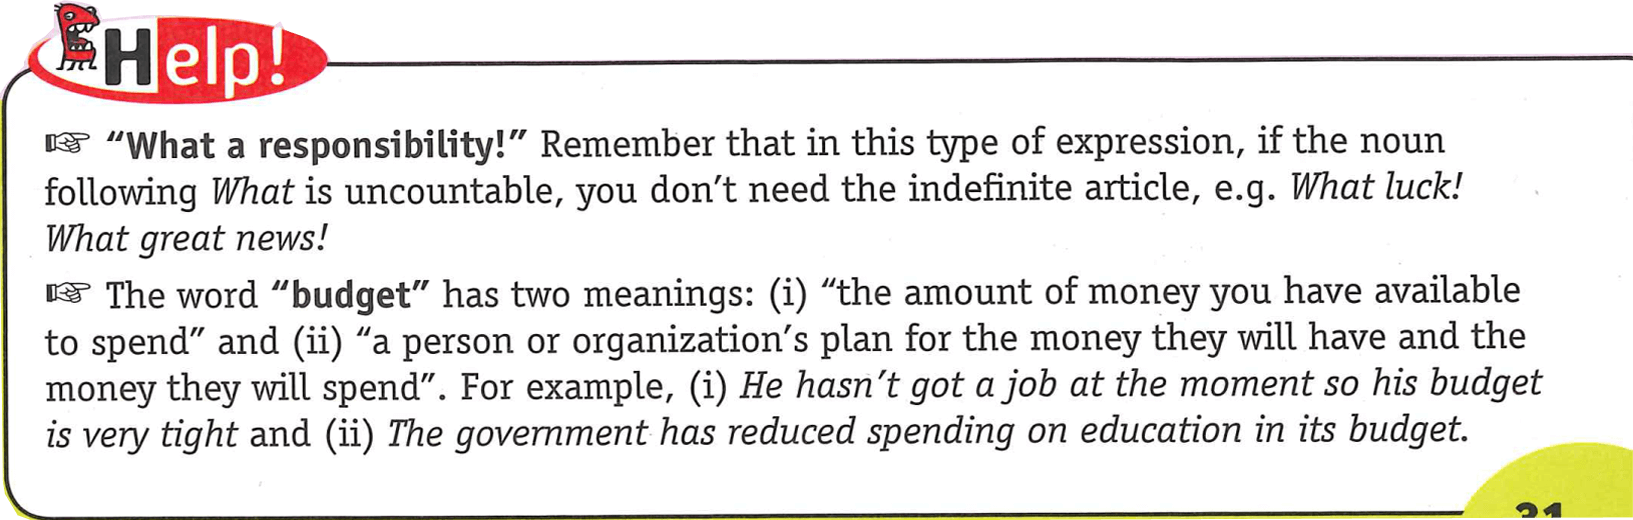 Help!
☞ “What a responsibility!” Remember that in this type of expression, if the noun
following What is uncountable, you don’t need the indefinite article, e.g. What luck!
What great news!
☞ The word “budget” has two meanings: (i) “the amount of money you have available
to spend” and (ii) “a person or organization’s plan for the money they will have and the
money they will spend”. For example, (i) He hasn’t got a job at the moment so his budget
is very tight and (ii) The government has reduced spending on education in its budget.
31